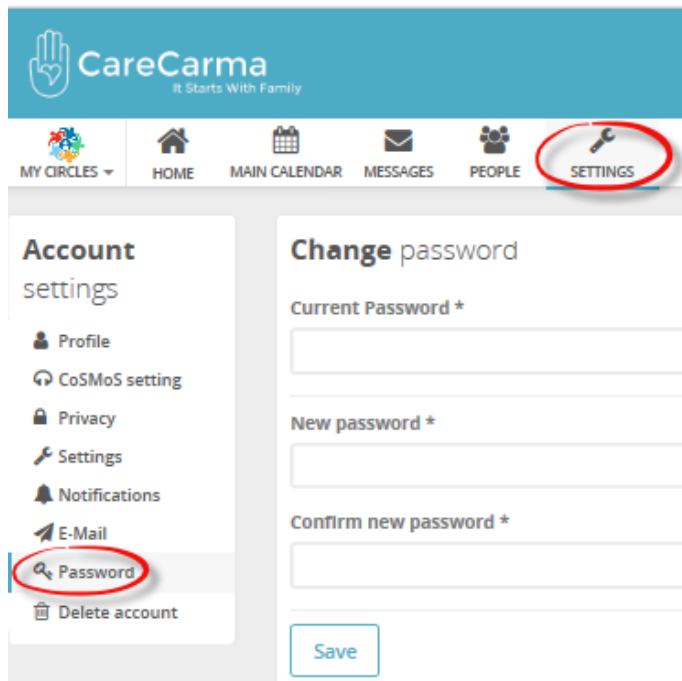 CareCarma
It Starts With Family
MY CIRCLES
HOME
MAIN CALENDAR
MESSAGES
PEOPLE
SETTINGS
Account
settings
Profile
CoSMoS setting
Privacy
Settings
Notifications
E-Mail
Password
Delete account
Change password
Current Password *
New password *
Confirm new password *
Save